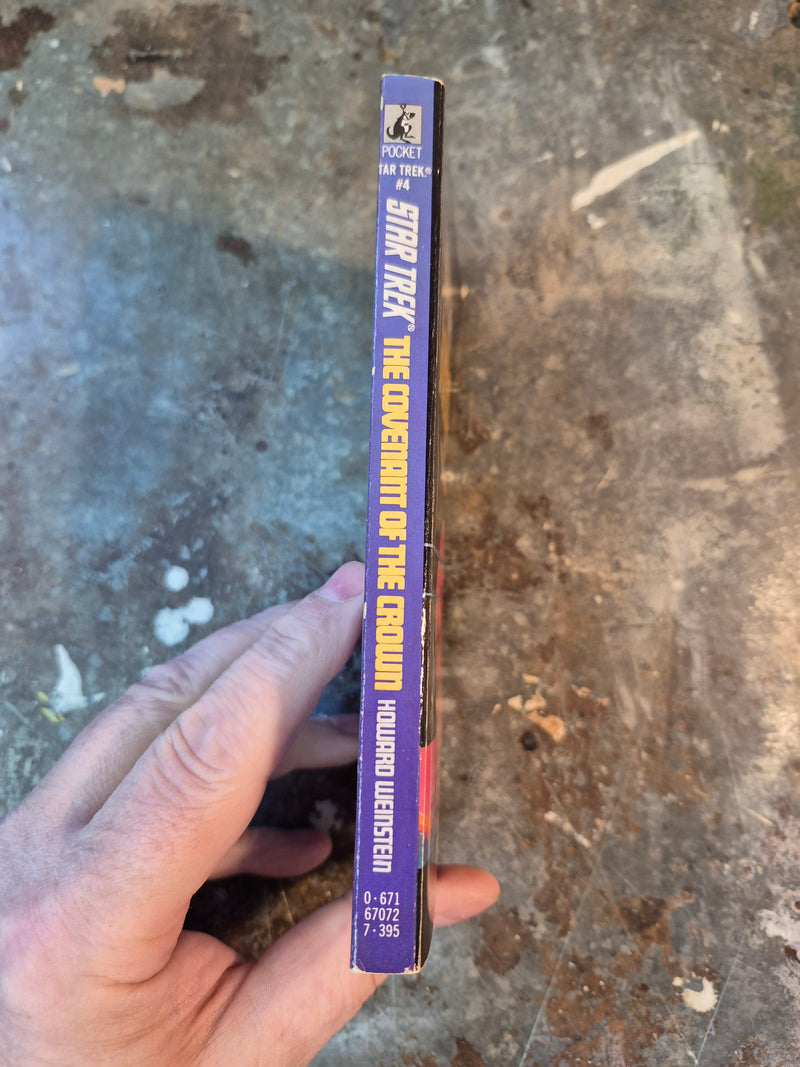 POCKET
TAR TREK®
#4
STAR TREK®
THE COVENANT OF THE CROWN
HOWARD WEINSTEIN
0·671
67072
7·395